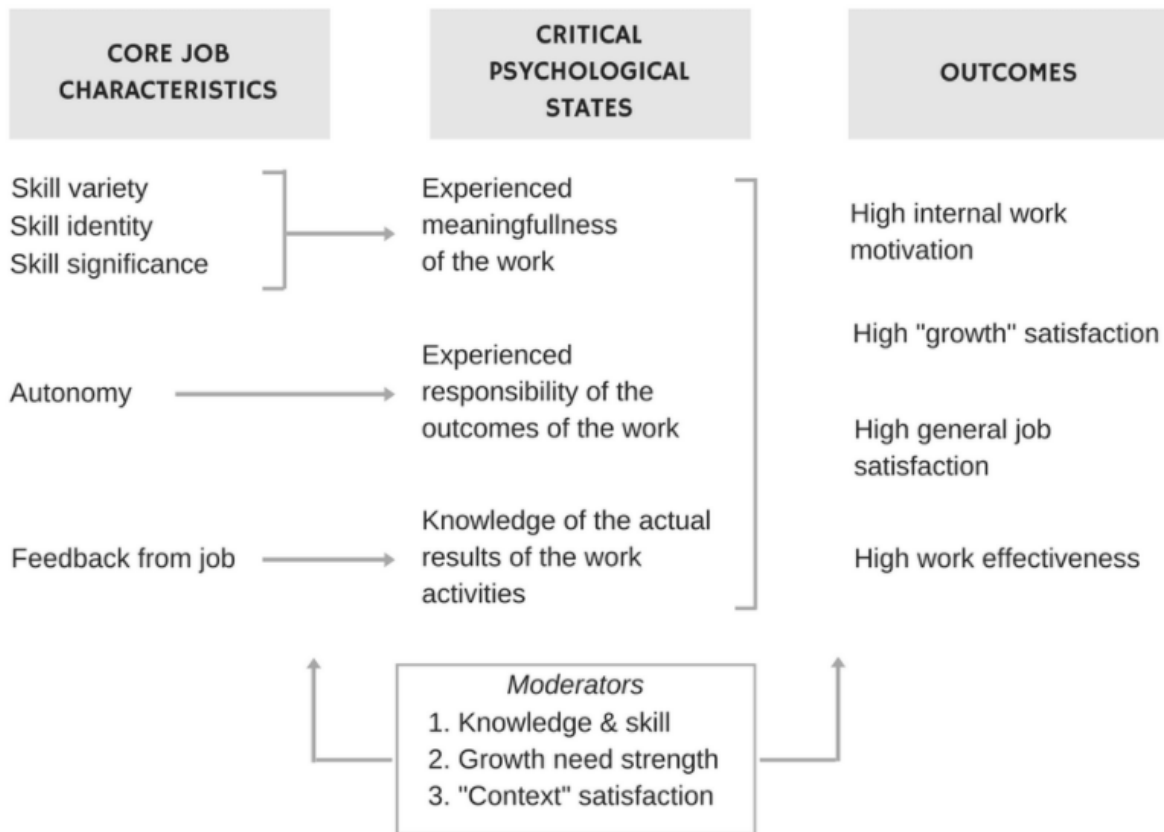 CORE JOB
CHARACTERISTICS
CRITICAL
PSYCHOLOGICAL
STATES
OUTCOMES
Skill variety
Skill identity
Skill significance
Experienced
meaningfullness
of the work
High internal work
motivation
High "growth" satisfaction
Autonomy
Experienced
responsibility of the
outcomes of the work
High general job
satisfaction
Feedback from job
Knowledge of the actual
results of the work
activities
High work effectiveness
Moderators
1. Knowledge & skill
2. Growth need strength
3. "Context" satisfaction